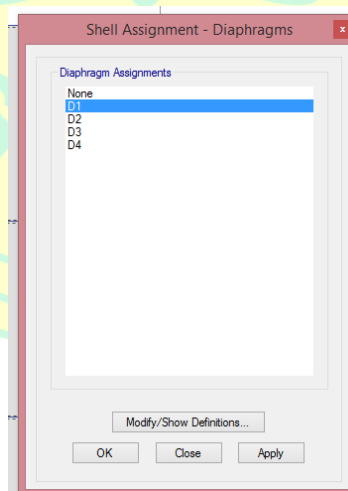 Shell Assignment - Diaphragms
x
Diaphragm Assignments
None
D1
D2
D3
D4
Modify/Show Definitions...
OK Close Apply